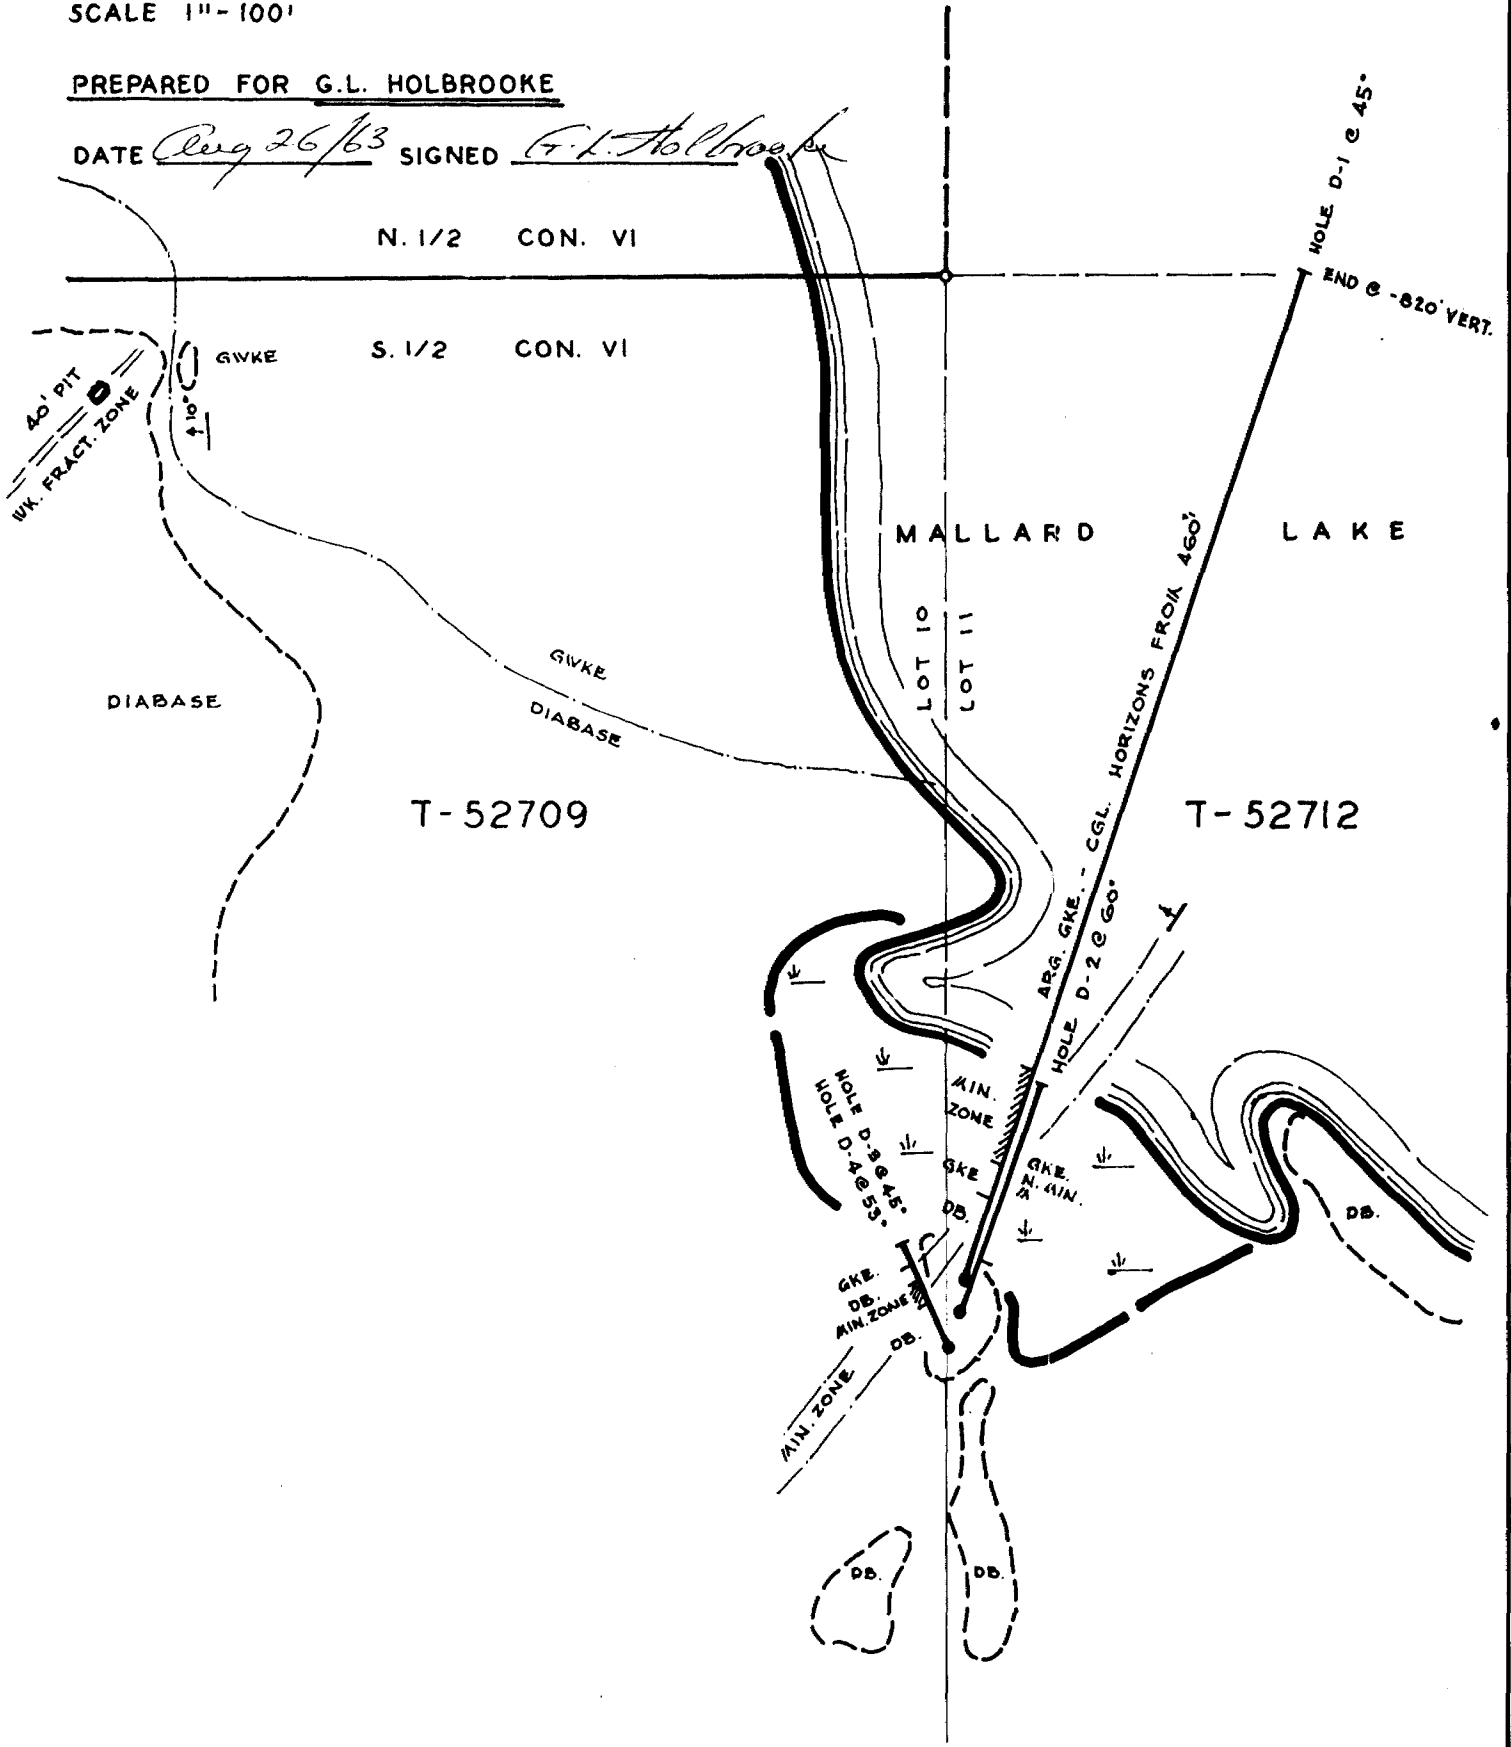 SCALE 1"-100'
PREPARED FOR G.L. HOLBROOKE
DATE Aug 26/63 SIGNED G.L. Holbrooke
N. 1/2 CON. VI
HOLE D-1 @ 45°
END @ -820' VERT.
S. 1/2 CON. VI
GWKE
40' PIT
WK. FRACT. ZONE
10°
MALLARD LAKE
LOT 10
LOT 11
GWKE
DIABASE
DIABASE
T-52709
T-52712
ARG. GKE. - CGL. HORIZONS FROM 460'
HOLE D-2 @ 60°
HOLE D-3 @ 45°
HOLE D-4 @ 53°
MIN.
ZONE
GKE
DB.
GKE.
N. MIN.
DB.
GKE.
DB.
MIN. ZONE
DB.
MIN. ZONE
DB.
DB.